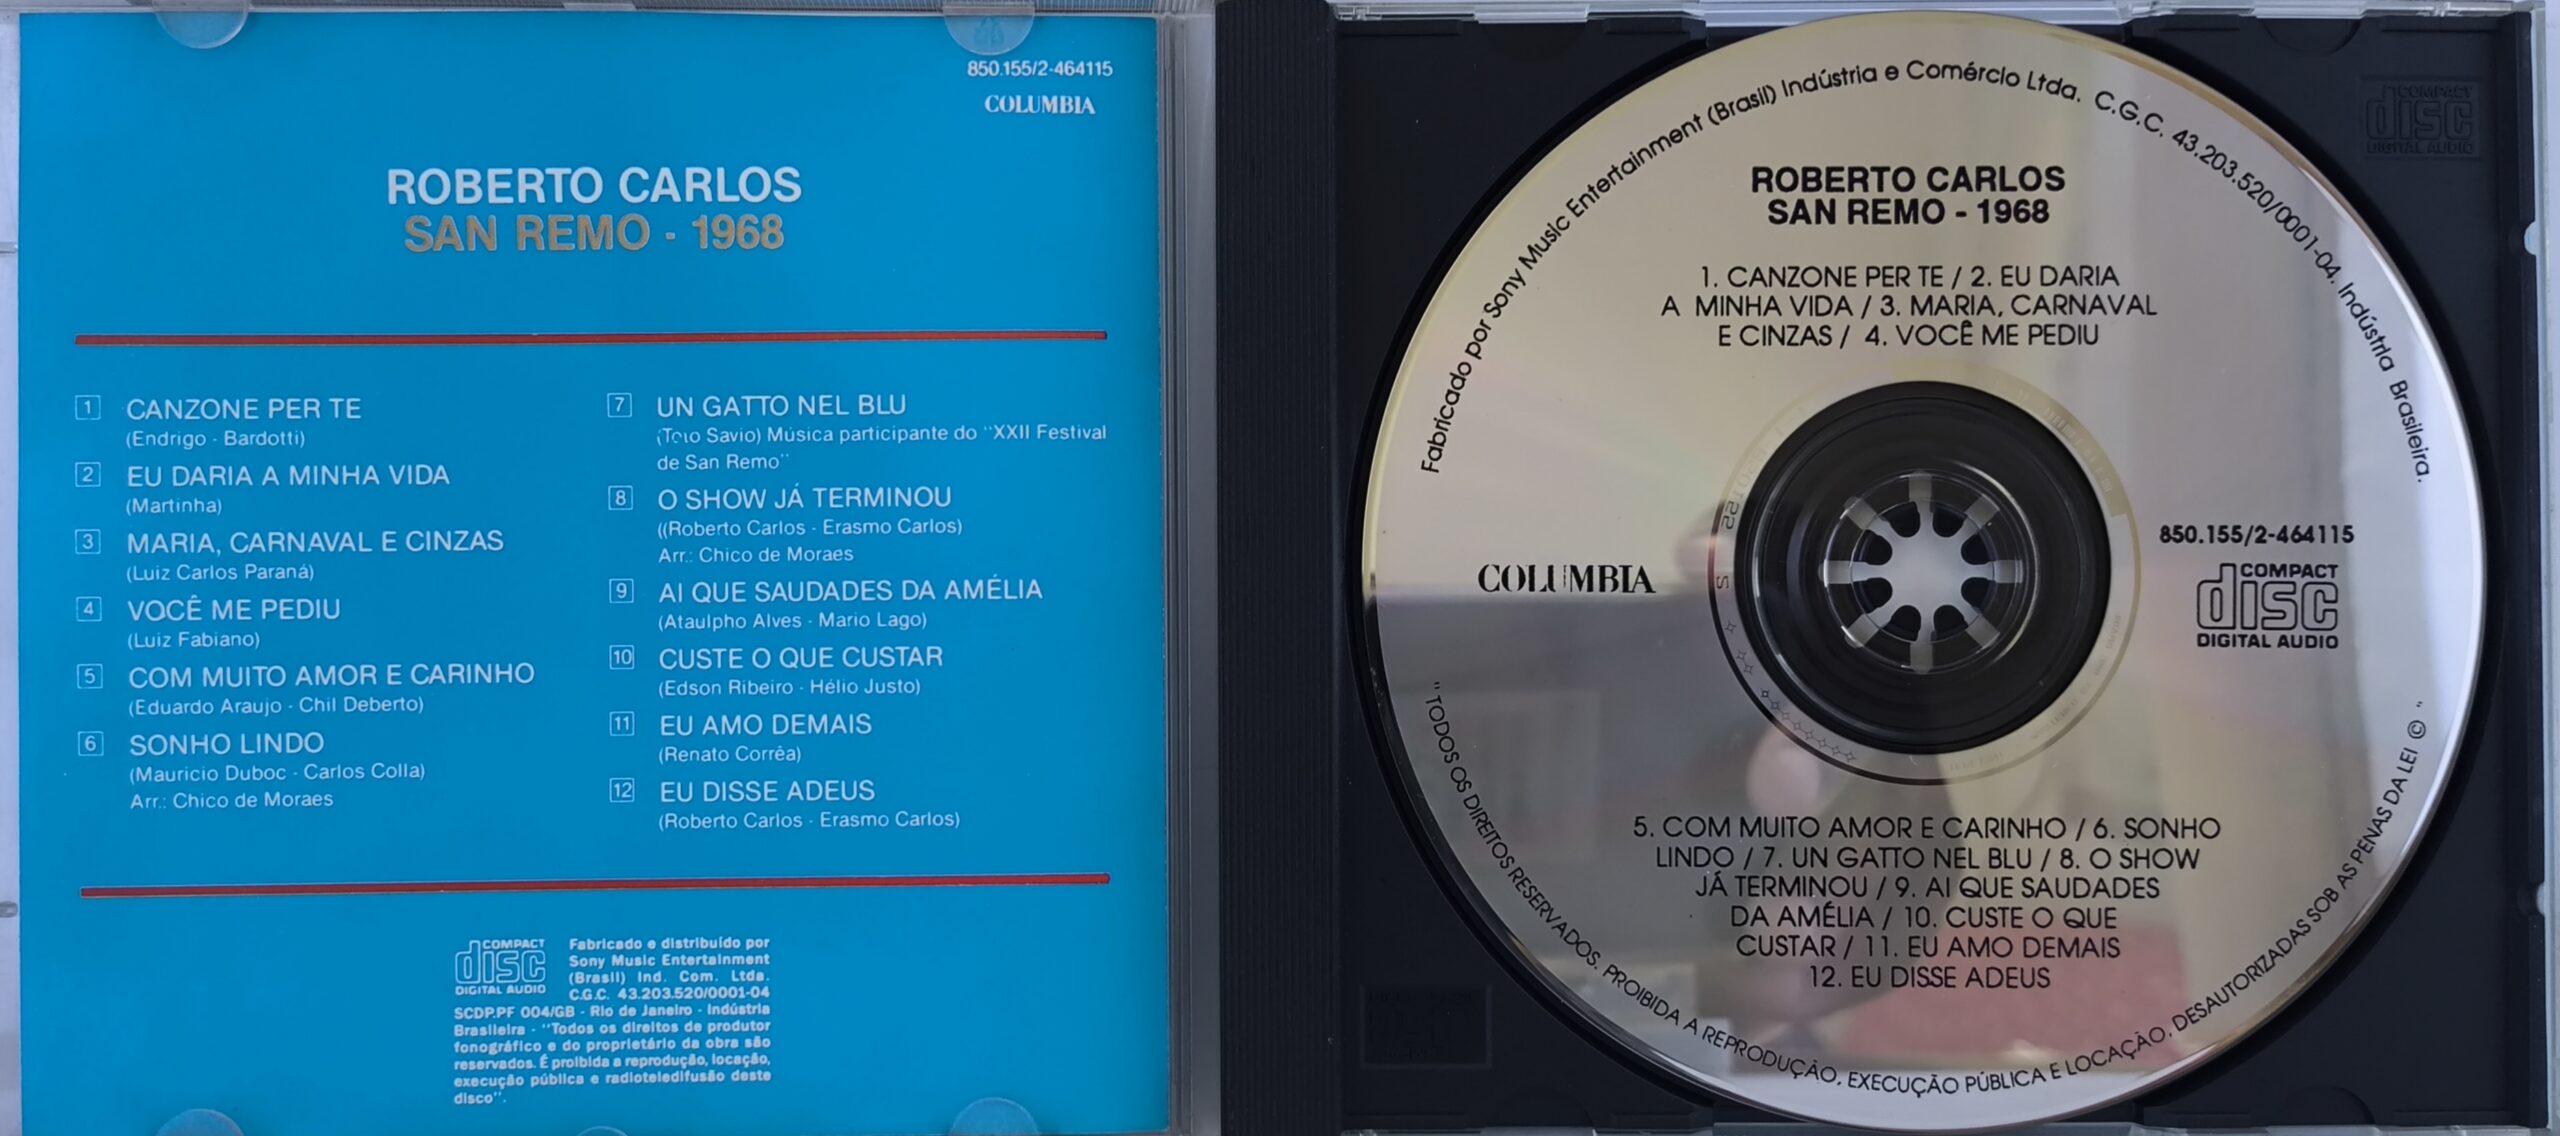 850.155/2-464115
COLUMBIA
ROBERTO CARLOS
SAN REMO - 1968
1 CANZONE PER TE
(Endrigo - Bardotti)
2 EU DARIA A MINHA VIDA
(Martinha)
3 MARIA, CARNAVAL E CINZAS
(Luiz Carlos Paraná)
4 VOCÊ ME PEDIU
(Luiz Fabiano)
5 COM MUITO AMOR E CARINHO
(Eduardo Araujo - Chil Deberto)
6 SONHO LINDO
(Mauricio Duboc - Carlos Colla)
Arr.: Chico de Moraes
7 UN GATTO NEL BLU
Savio) Música participante do "XXII Festival
de San Remo"
8 O SHOW JÁ TERMINOU
((Roberto Carlos - Erasmo Carlos)
Arr.: Chico de Moraes
9 AI QUE SAUDADES DA AMÉLIA
(Ataulpho Alves - Mario Lago)
10 CUSTE O QUE CUSTAR
(Edson Ribeiro - Hélio Justo)
11 EU AMO DEMAIS
(Renato Corrêa)
12 EU DISSE ADEUS
(Roberto Carlos - Erasmo Carlos)
COMPACT
disc
DIGITAL AUDIO
Fabricado e distribuído por
Sony Music Entertainment
(Brasil) Ind. Com. Ltda.
C.G.C. 43.203.520/0001-04
SCDP.PF 004/GB - Rio de Janeiro - Indústria
Brasileira - "Todos os direitos de produtor
fonográfico e do proprietário da obra são
reservados. É proibida a reprodução, locação,
execução pública e radioteledifusão deste
disco".
Fabricado por Sony Music Entertainment (Brasil) Indústria e Comércio Ltda. C.G.C. 43.203.520/0001-04. Indústria Brasileira.
ROBERTO CARLOS
SAN REMO - 1968
1. CANZONE PER TE / 2. EU DARIA
A MINHA VIDA / 3. MARIA, CARNAVAL
E CINZAS / 4. VOCÊ ME PEDIU
COLUMBIA
850.155/2-464115
COMPACT
disc
DIGITAL AUDIO
5. COM MUITO AMOR E CARINHO / 6. SONHO
LINDO / 7. UN GATTO NEL BLU / 8. O SHOW
JÁ TERMINOU / 9. AI QUE SAUDADES
DA AMÉLIA / 10. CUSTE O QUE
CUSTAR / 11. EU AMO DEMAIS
12. EU DISSE ADEUS
"TODOS OS DIREITOS RESERVADOS. PROIBIDA A REPRODUÇÃO, EXECUÇÃO PÚBLICA E LOCAÇÃO, DESAUTORIZADAS SOB AS PENAS DA LEI ©"
COMPACT
disc
DIGITAL AUDIO